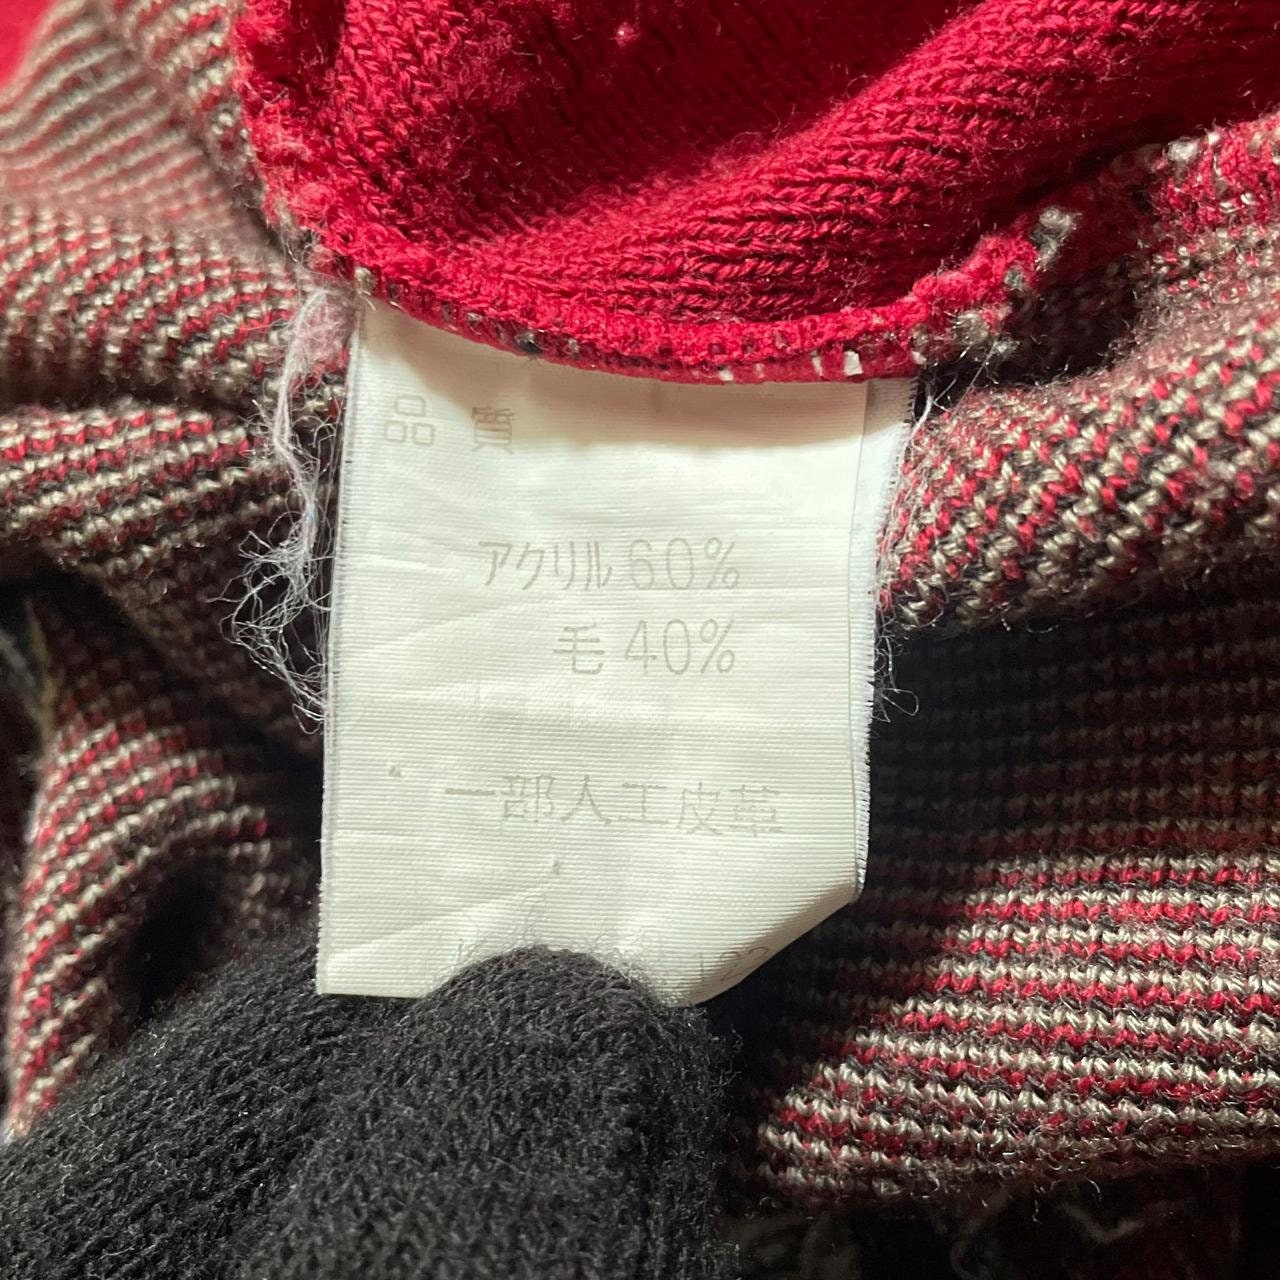 品 質
アクリル 60%
毛 40%
一部人工皮革